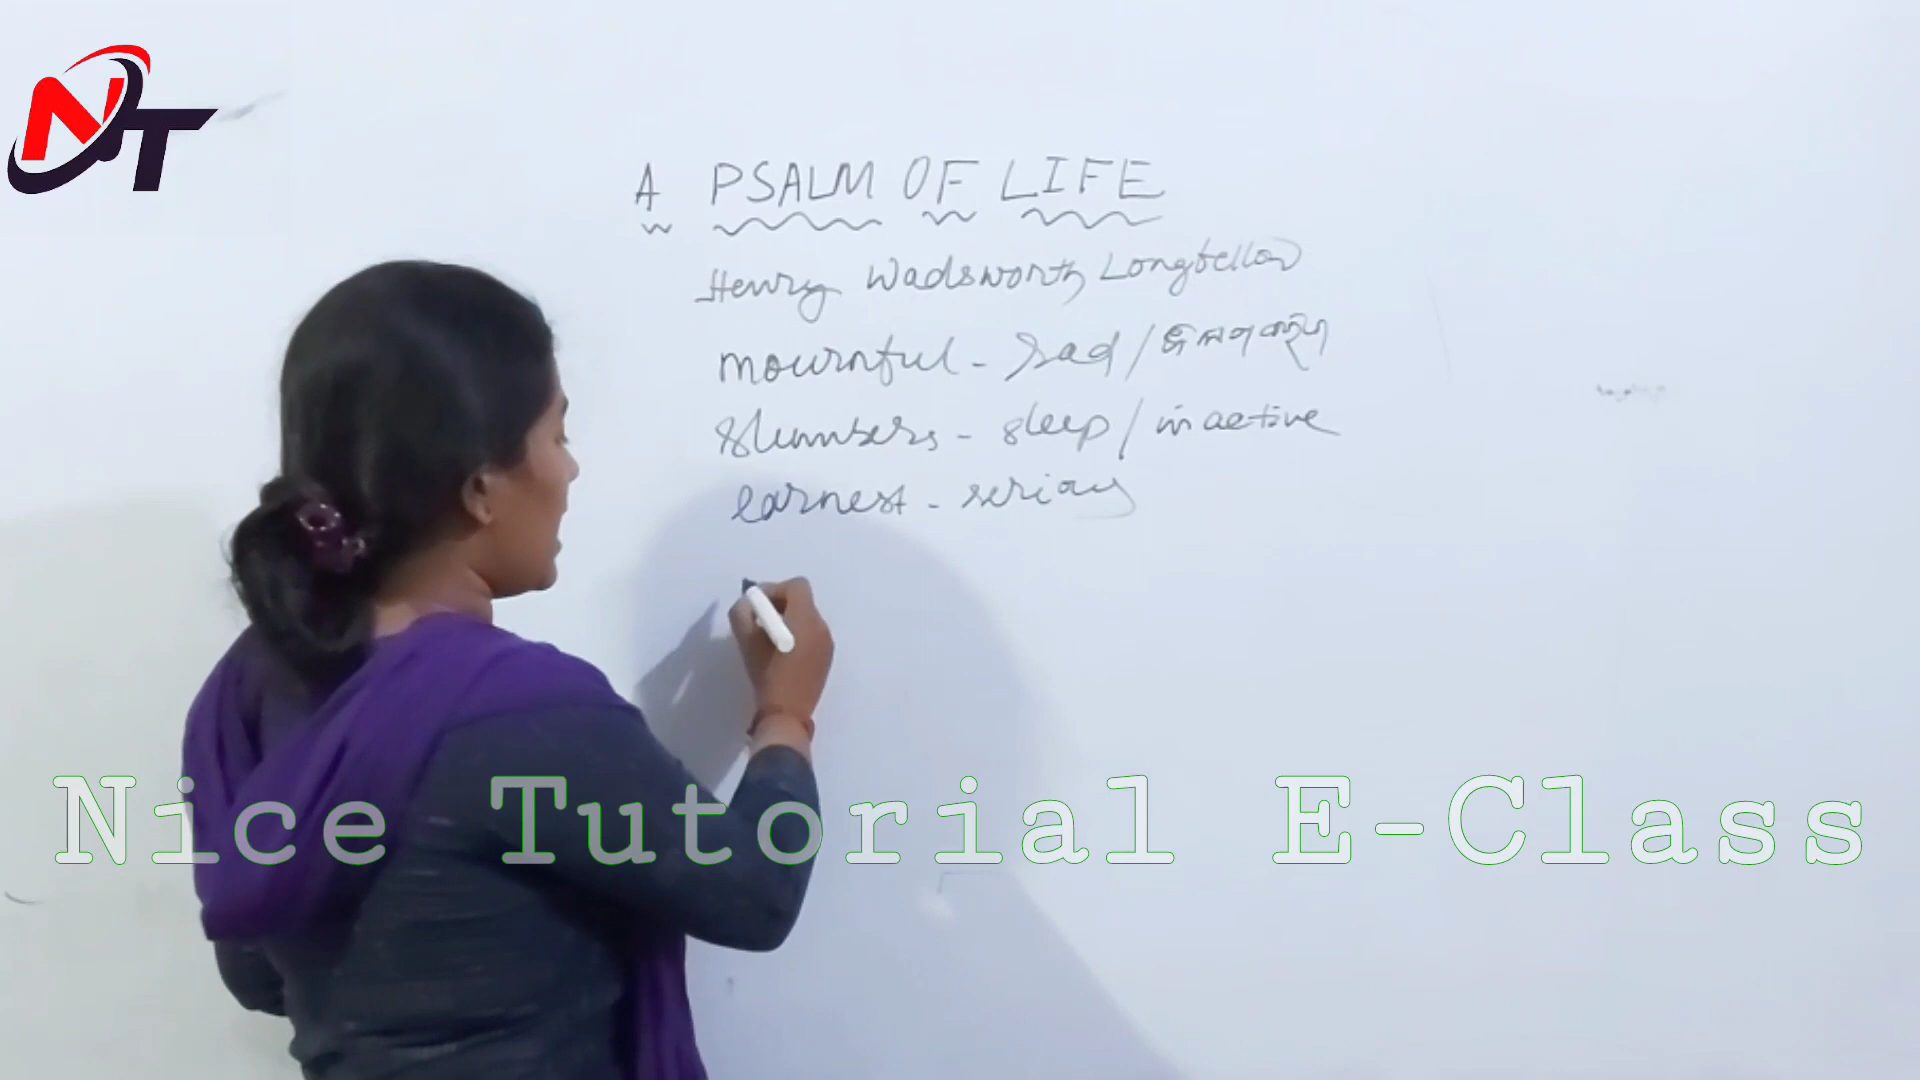 NT
A PSALM OF LIFE
Henry Wadsworth Longfellow
mournful - sad /
Slumbers - sleep / inactive
earnest - serious
Nice Tutorial E-Class